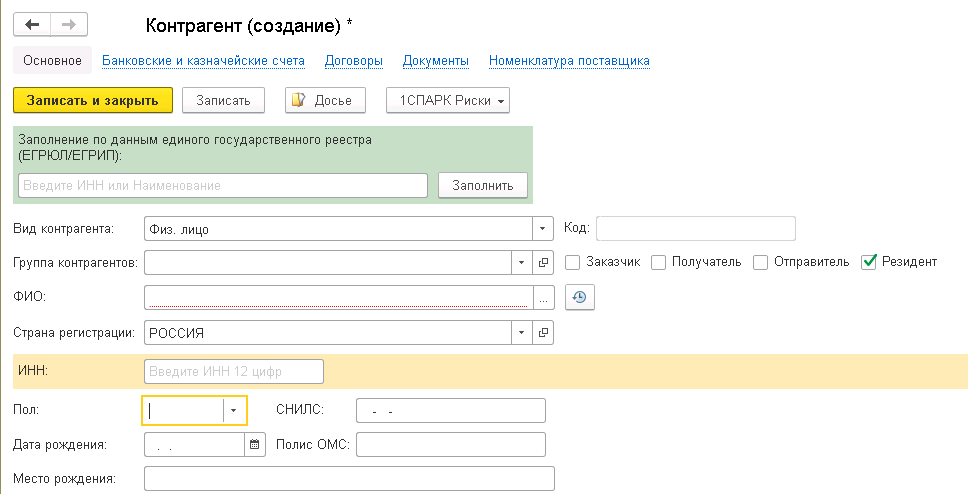 Контрагент (создание) *
Основное Банковские и казначейские счета Договоры Документы Номенклатура поставщика
Записать и закрыть Записать Досье 1СПАРК Риски
Заполнение по данным единого государственного реестра
(ЕГРЮЛ/ЕГРИП):
Введите ИНН или Наименование Заполнить
Вид контрагента: Физ. лицо Код:
Группа контрагентов: Заказчик Получатель Отправитель Резидент
ФИО: ...
Страна регистрации: РОССИЯ
ИНН: Введите ИНН 12 цифр
Пол: СНИЛС: - -
Дата рождения: . . Полис ОМС:
Место рождения: